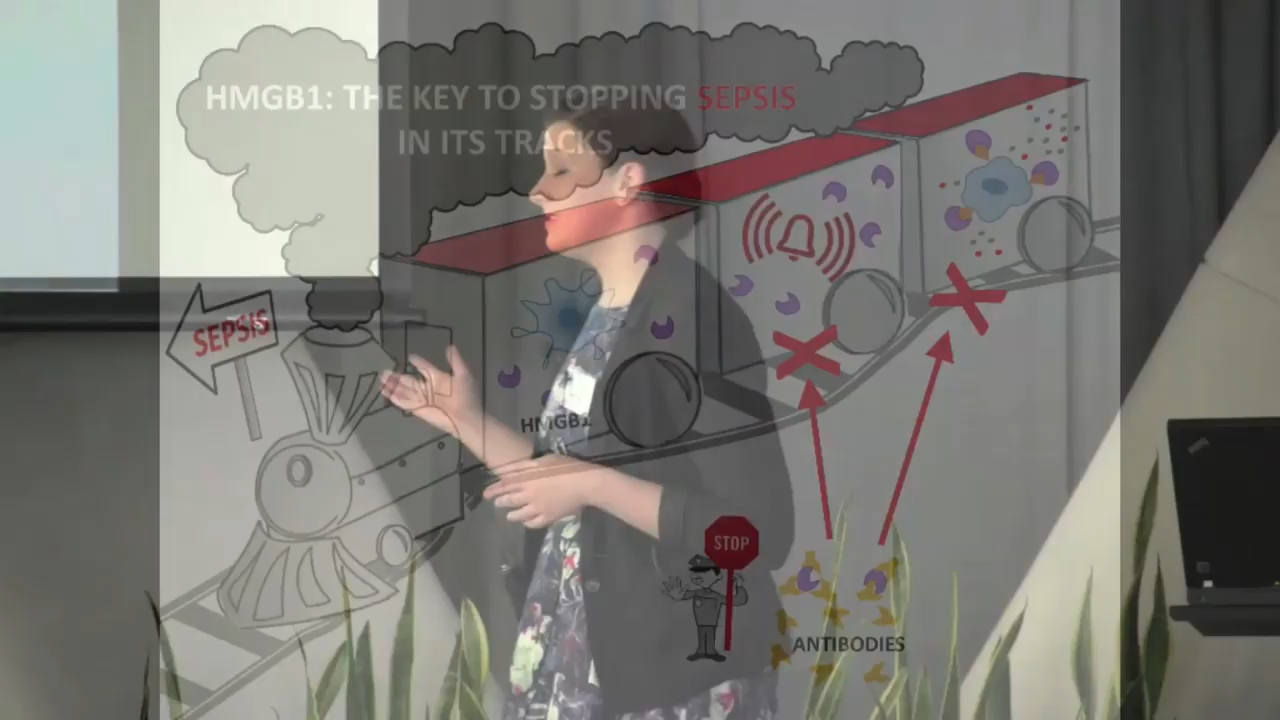 HMGB1: THE KEY TO STOPPING SEPSIS
IN ITS TRACKS
SEPSIS
HMGB1
STOP
ANTIBODIES